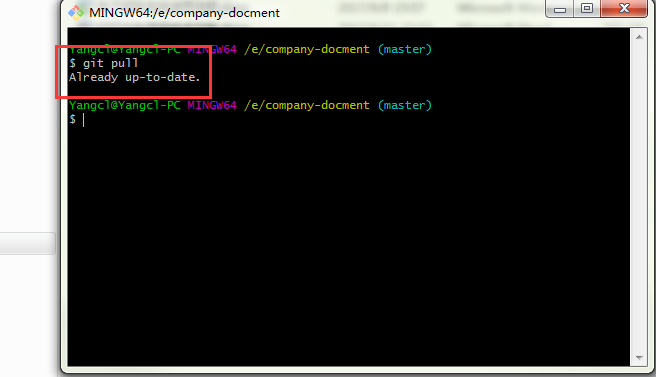 MINGW64:/e/company-docment
Yangcl@Yangcl-PC MINGW64 /e/company-docment (master)
$ git pull
Already up-to-date.
Yangcl@Yangcl-PC MINGW64 /e/company-docment (master)
$